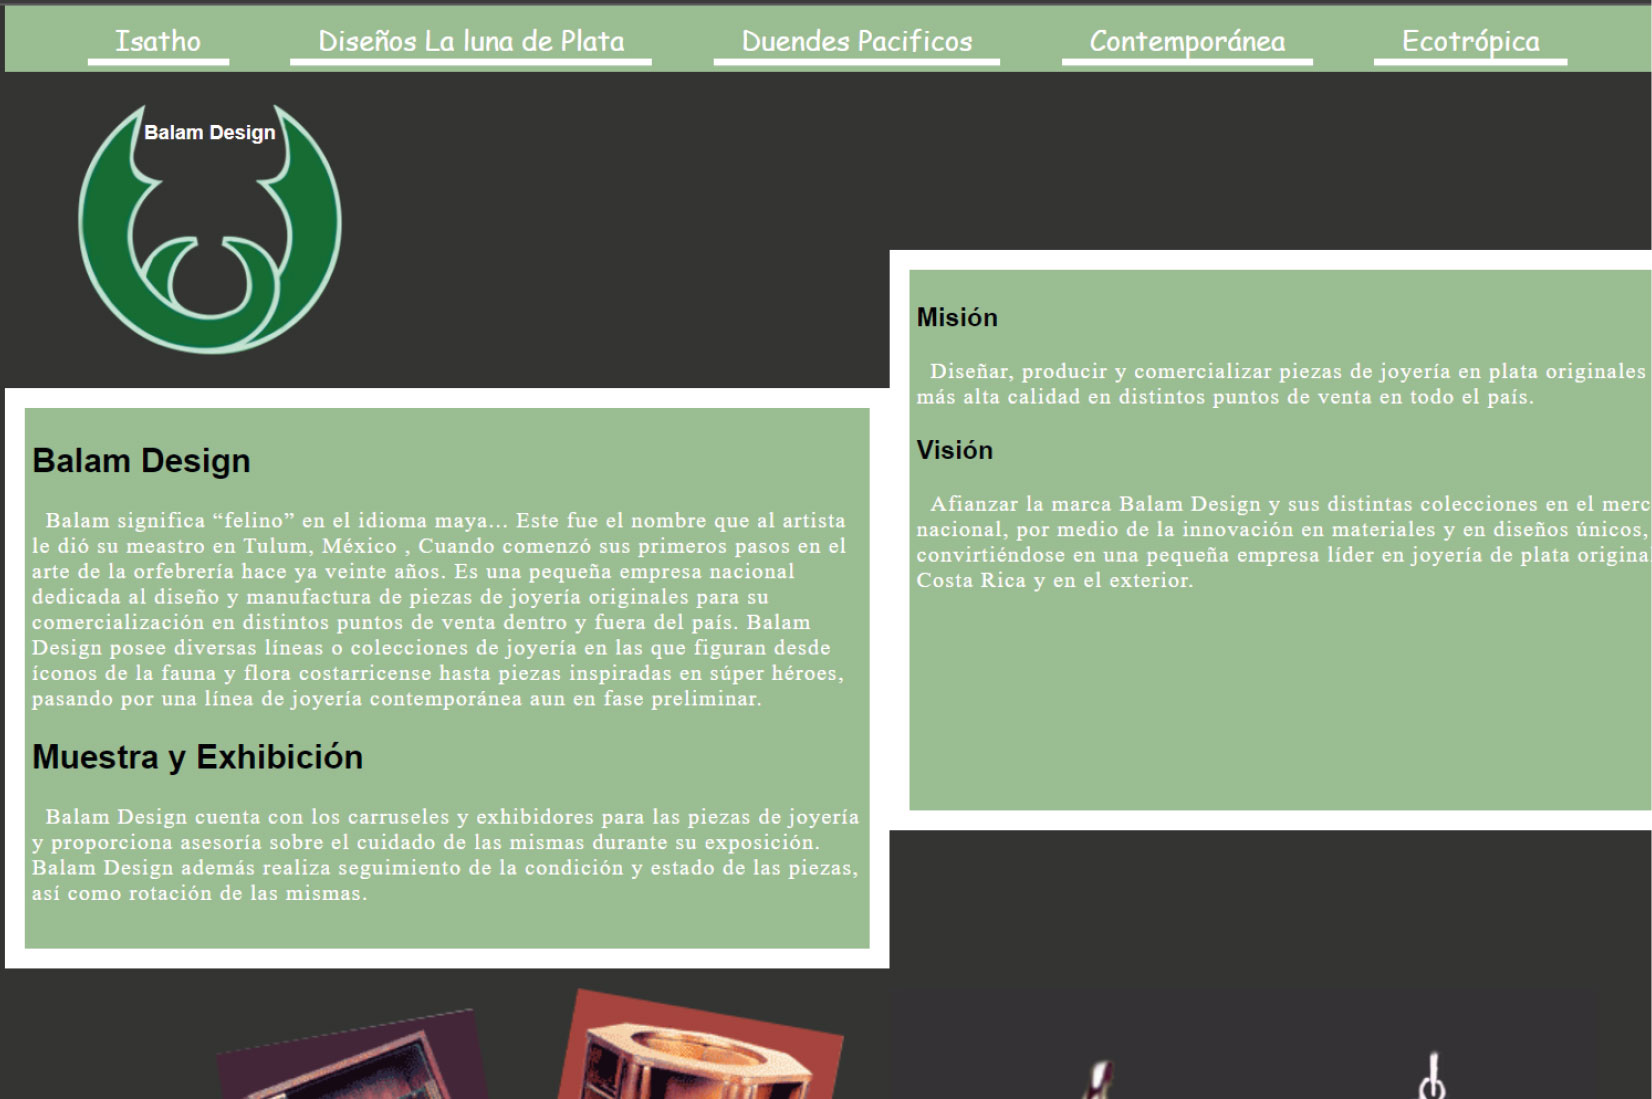 Isatho
Diseños La luna de Plata
Duendes Pacificos
Contemporánea
Ecotrópica
Balam Design
Balam Design
Balam significa “felino” en el idioma maya... Este fue el nombre que al artista
le dió su meastro en Tulum, México , Cuando comenzó sus primeros pasos en el
arte de la orfebrería hace ya veinte años. Es una pequeña empresa nacional
dedicada al diseño y manufactura de piezas de joyería originales para su
comercialización en distintos puntos de venta dentro y fuera del país. Balam
Design posee diversas líneas o colecciones de joyería en las que figuran desde
íconos de la fauna y flora costarricense hasta piezas inspiradas en súper héroes,
pasando por una línea de joyería contemporánea aun en fase preliminar.
Muestra y Exhibición
Balam Design cuenta con los carruseles y exhibidores para las piezas de joyería
y proporciona asesoría sobre el cuidado de las mismas durante su exposición.
Balam Design además realiza seguimiento de la condición y estado de las piezas,
así como rotación de las mismas.
Misión
Diseñar, producir y comercializar piezas de joyería en plata originales
más alta calidad en distintos puntos de venta en todo el país.
Visión
Afianzar la marca Balam Design y sus distintas colecciones en el merc
nacional, por medio de la innovación en materiales y en diseños únicos,
convirtiéndose en una pequeña empresa líder en joyería de plata origina
Costa Rica y en el exterior.